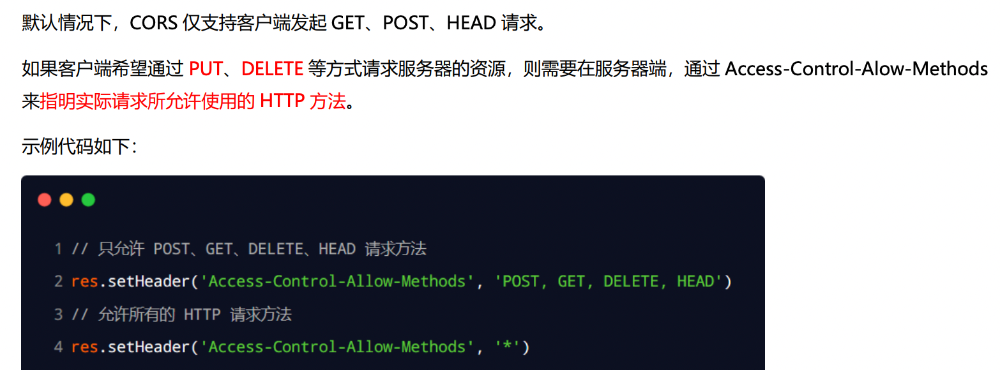 默认情况下，CORS 仅支持客户端发起 GET、POST、HEAD 请求。
如果客户端希望通过 PUT、DELETE 等方式请求服务器的资源，则需要在服务器端，通过 Access-Control-Alow-Methods
来指明实际请求所允许使用的 HTTP 方法。
示例代码如下：
1 // 只允许 POST、GET、DELETE、HEAD 请求方法
2 res.setHeader('Access-Control-Allow-Methods', 'POST, GET, DELETE, HEAD')
3 // 允许所有的 HTTP 请求方法
4 res.setHeader('Access-Control-Allow-Methods', '*')